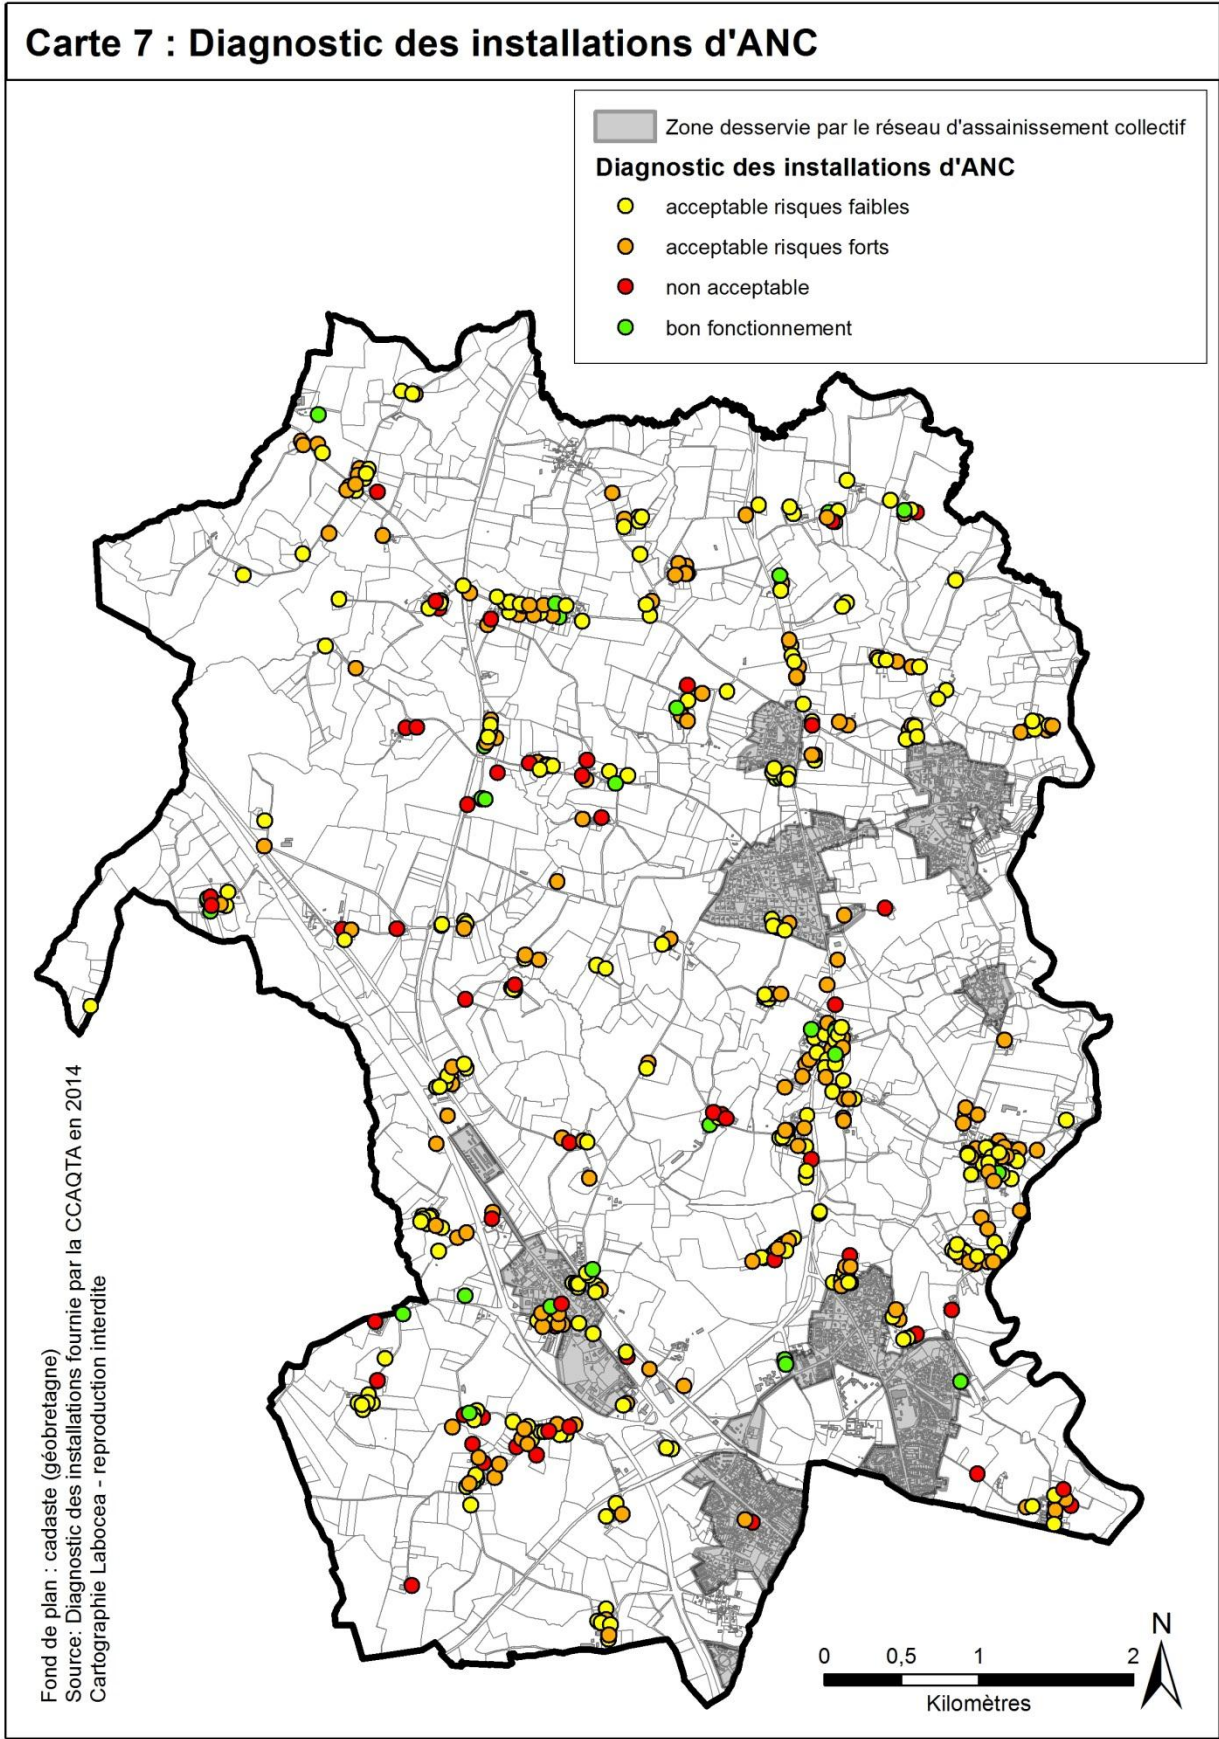 Carte 7 : Diagnostic des installations d'ANC
Zone desservie par le réseau d'assainissement collectif
Diagnostic des installations d'ANC
acceptable risques faibles
acceptable risques forts
non acceptable
bon fonctionnement
Fond de plan : cadaste (géobretagne)
Source: Diagnostic des installations fournie par la CCAQTA en 2014
Cartographie Labocea - reproduction interdite
N
0 0,5 1 2
Kilomètres